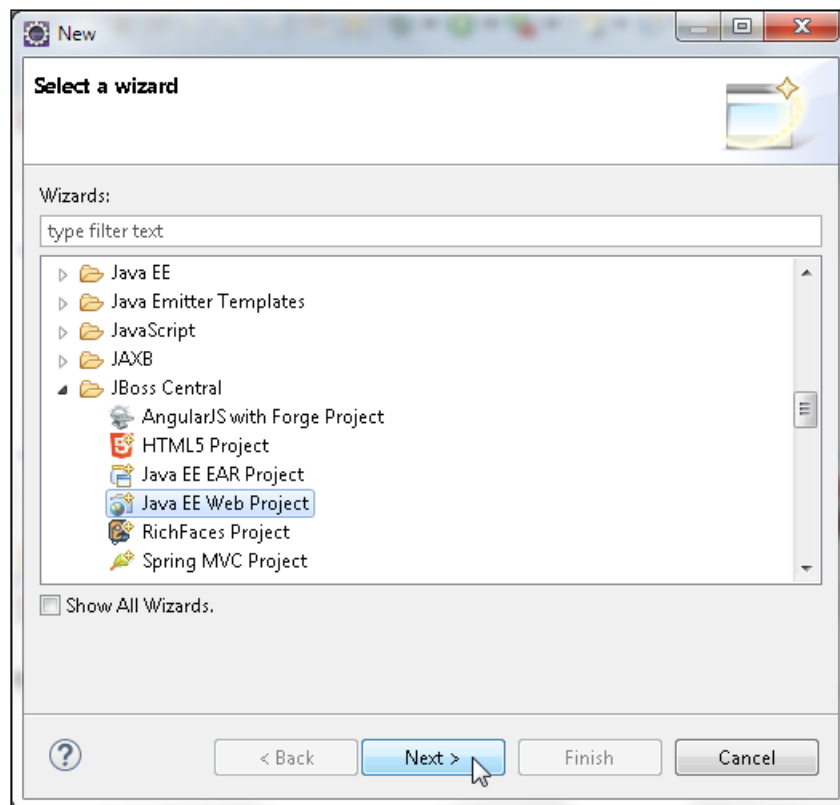 New
Select a wizard
Wizards:
type filter text
Java EE
Java Emitter Templates
JavaScript
JAXB
JBoss Central
AngularJS with Forge Project
HTML5 Project
Java EE EAR Project
Java EE Web Project
RichFaces Project
Spring MVC Project
Show All Wizards.
< Back Next > Finish Cancel